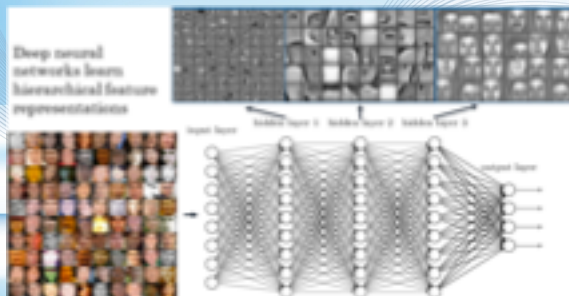 Deep neural
networks learn
hierarchical feature
representations
hidden layer 1 hidden layer 2 hidden layer 3
input layer
output layer